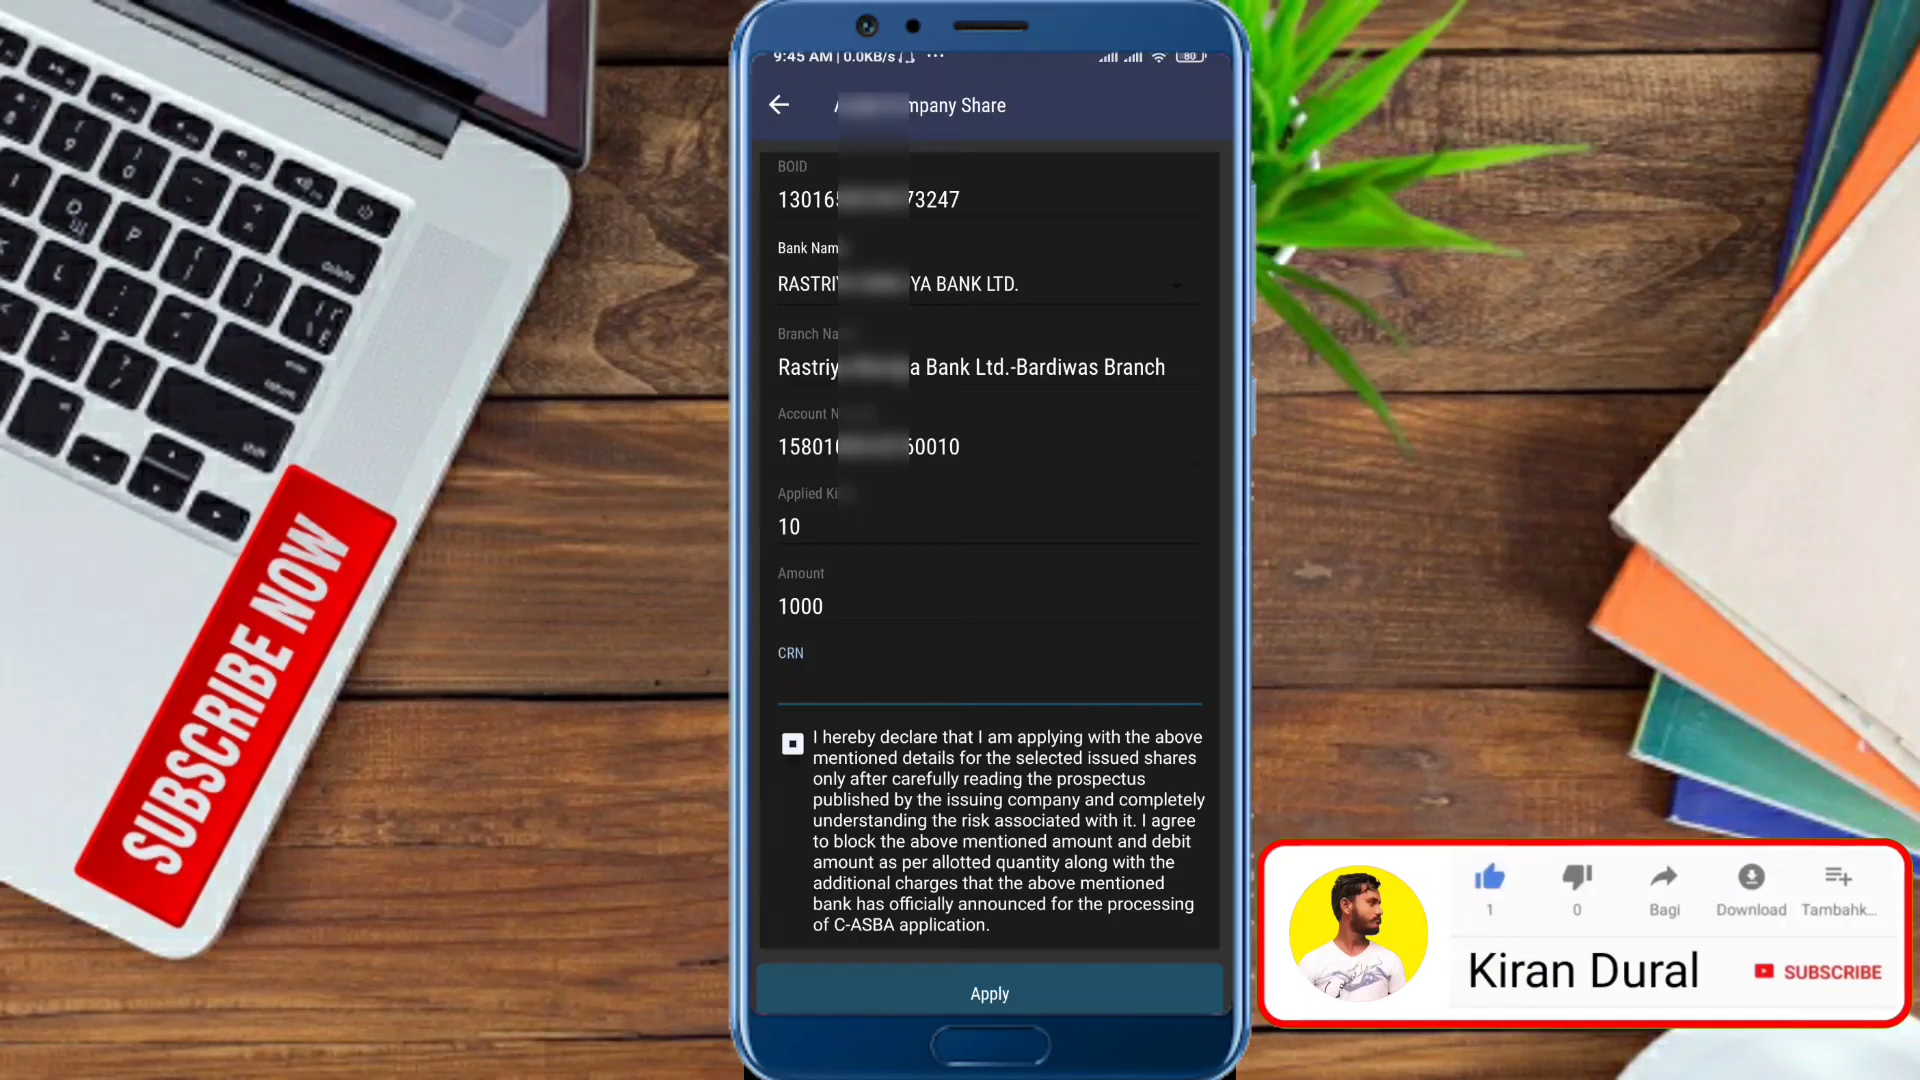 9:45 AM | 0.0KB/s
80
mpany Share
BOID
13016 73247
Bank Nam
RASTRI YA BANK LTD.
Branch Na
Rastriy a Bank Ltd.-Bardiwas Branch
Account N
15801 60010
Applied Ki
10
Amount
1000
CRN
I hereby declare that I am applying with the above
mentioned details for the selected issued shares
only after carefully reading the prospectus
published by the issuing company and completely
understanding the risk associated with it. I agree
to block the above mentioned amount and debit
amount as per allotted quantity along with the
additional charges that the above mentioned
bank has officially announced for the processing
of C-ASBA application.
Apply
SUBSCRIBE NOW
1
0
Bagi
Download
Tambahk...
Kiran Dural
SUBSCRIBE
delete
shift